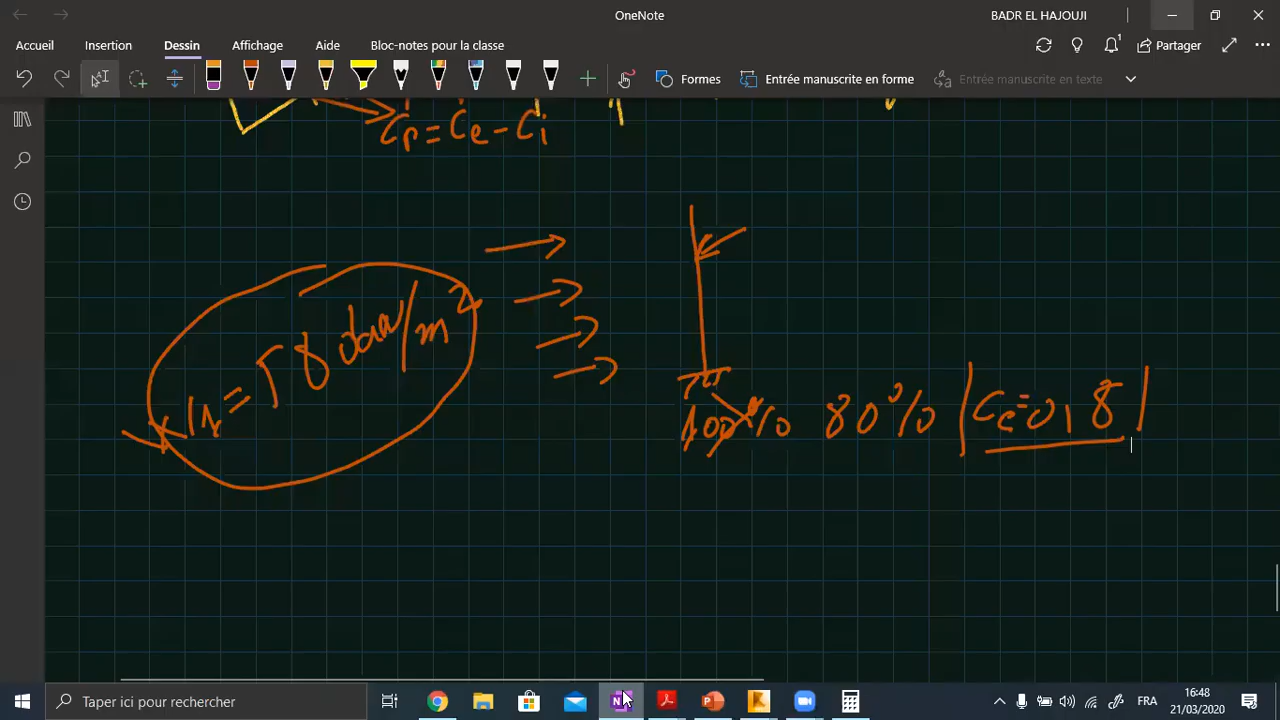 OneNote
BADR EL HAJOUJI
Accueil Insertion Dessin Affichage Aide Bloc-notes pour la classe
Partager
Formes Entrée manuscrite en forme Entrée manuscrite en texte
Cp = Ce - Ci
58 daN/m²
100% 80% | Ce = 0,8 |
Taper ici pour rechercher
FRA
16:48
21/03/2020